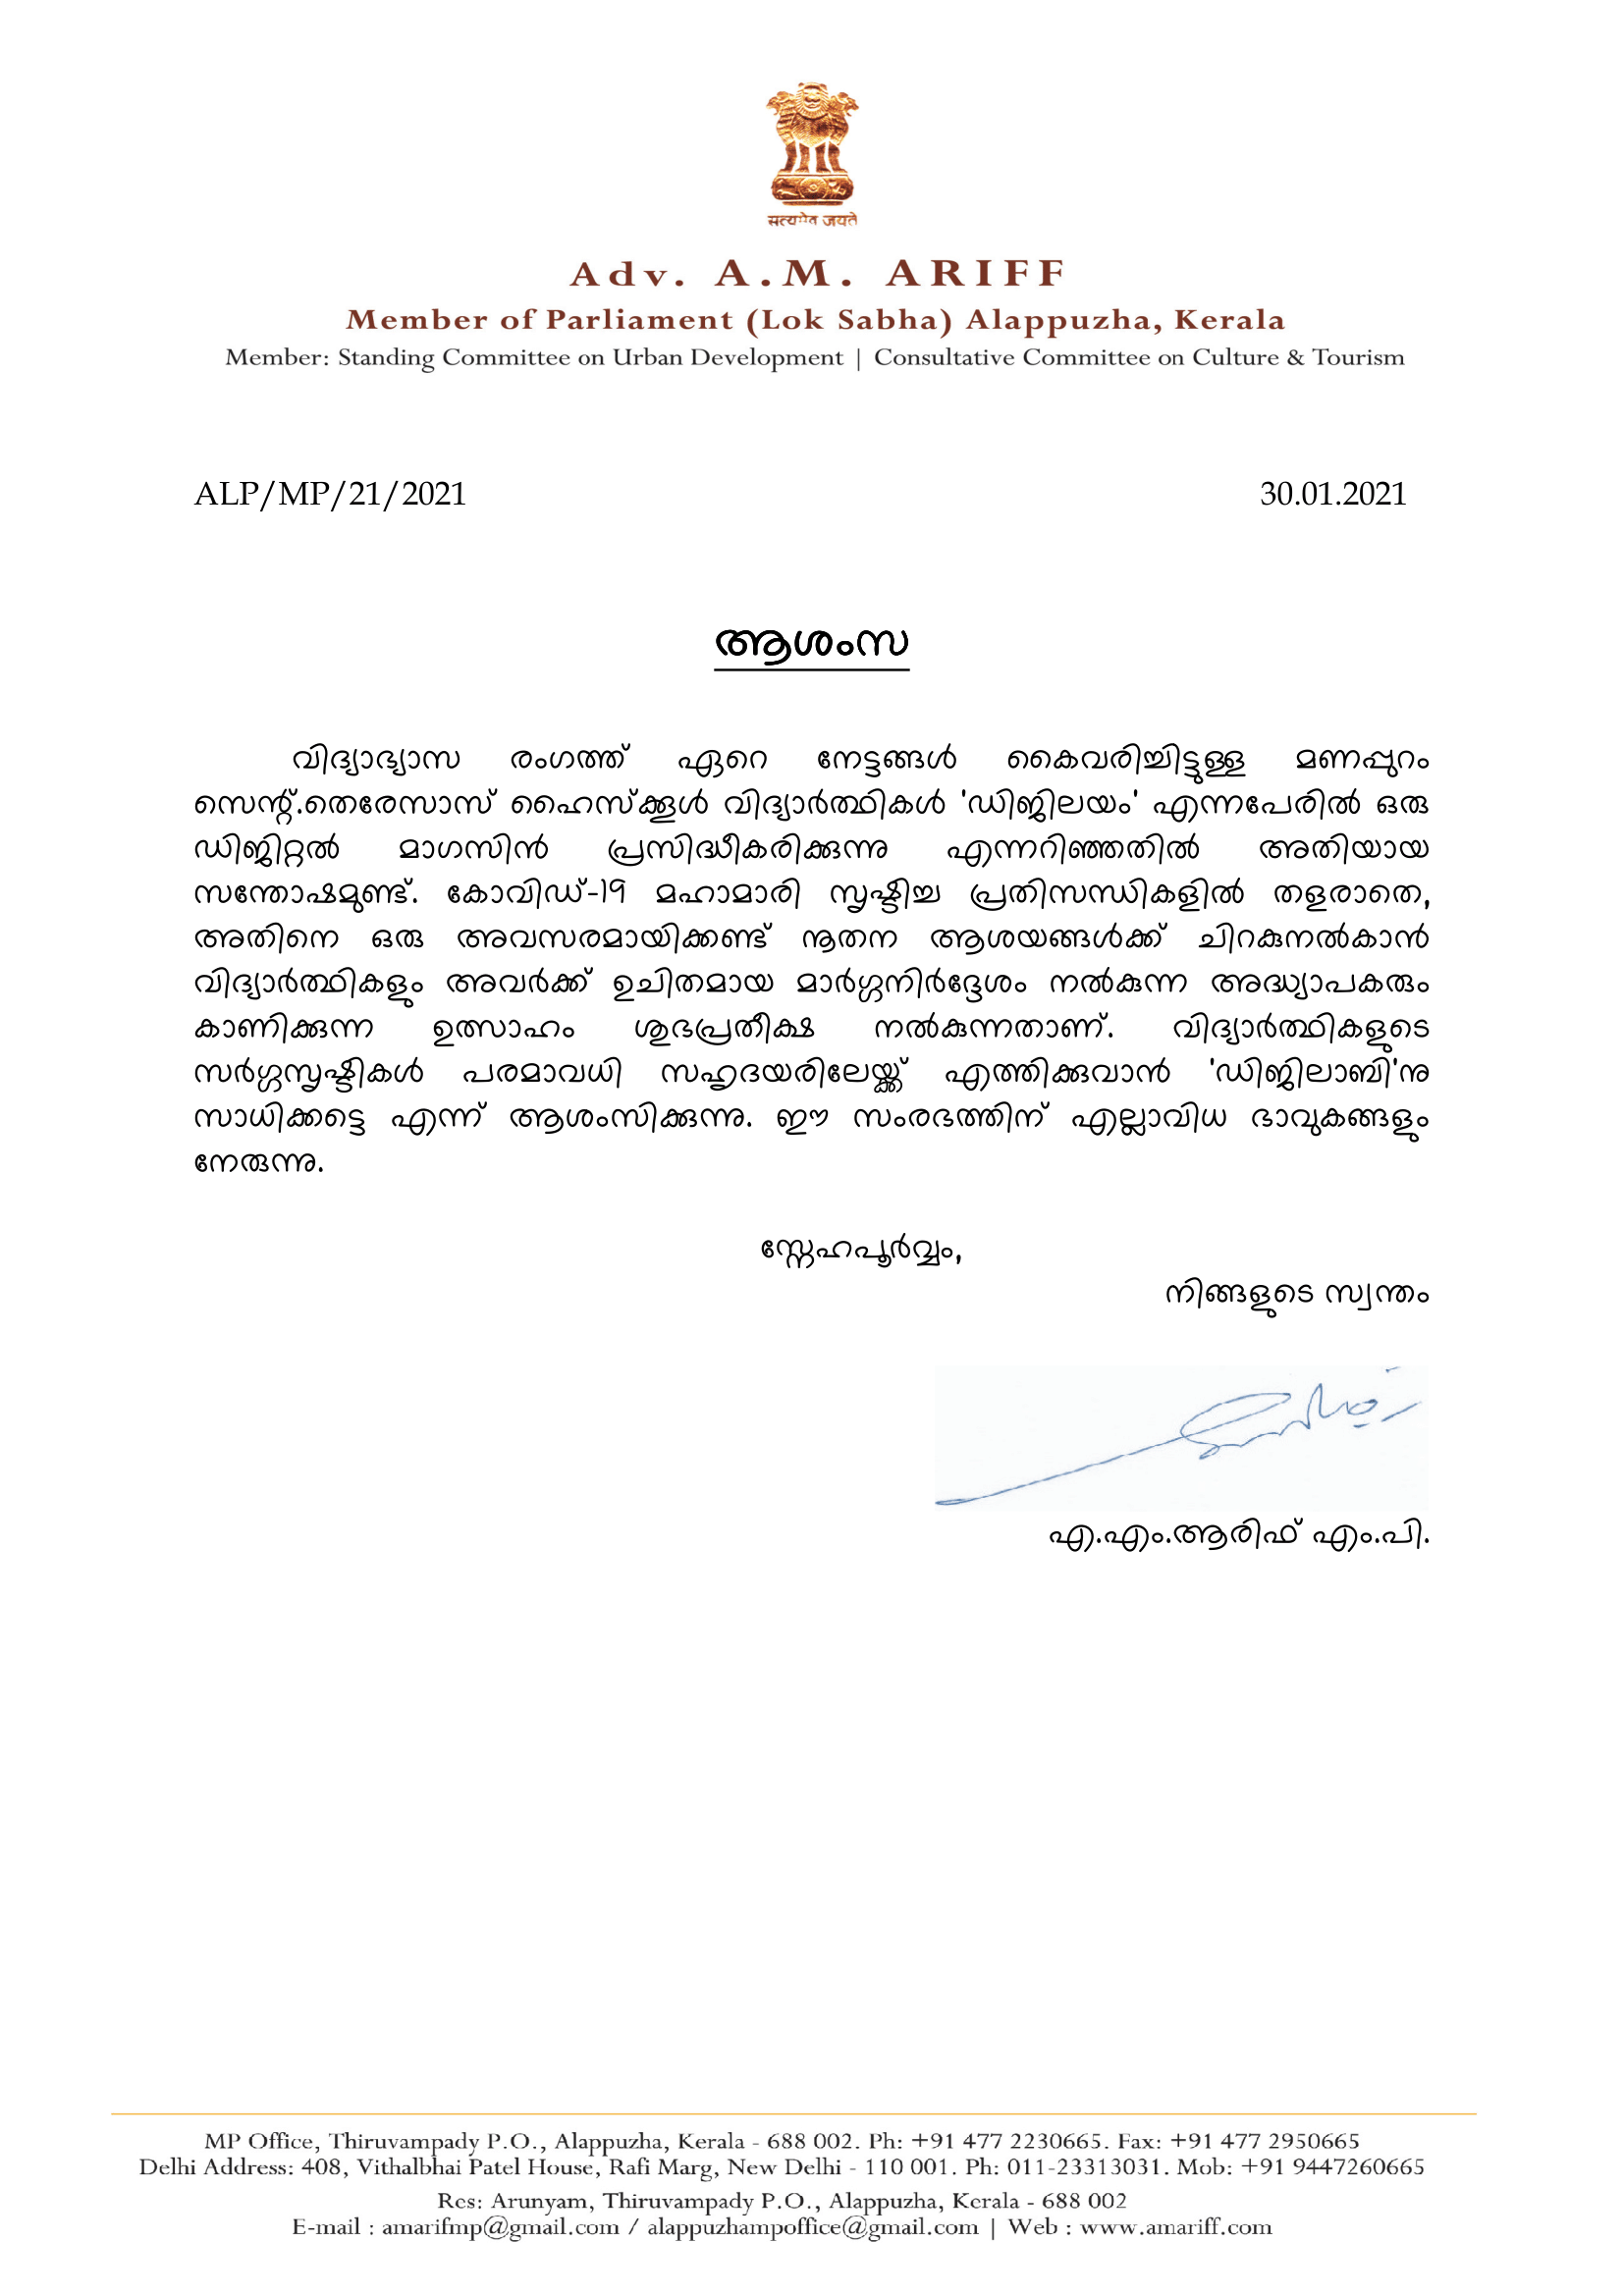 सत्यमेव जयते
Adv. A.M. ARIFF
Member of Parliament (Lok Sabha) Alappuzha, Kerala
Member: Standing Committee on Urban Development | Consultative Committee on Culture & Tourism
ALP/MP/21/2021 30.01.2021
ആശംസ
വിദ്യാഭ്യാസ രംഗത്ത് ഏറെ നേട്ടങ്ങൾ കൈവരിച്ചിട്ടുള്ള മണപ്പുറം
സെന്റ്.തെരേസാസ് ഹൈസ്ക്കൂൾ വിദ്യാർത്ഥികൾ 'ഡിജിലയം' എന്നപേരിൽ ഒരു
ഡിജിറ്റൽ മാഗസിൻ പ്രസിദ്ധീകരിക്കുന്നു എന്നറിഞ്ഞതിൽ അതിയായ
സന്തോഷമുണ്ട്. കോവിഡ്-19 മഹാമാരി സൃഷ്ടിച്ച പ്രതിസന്ധികളിൽ തളരാതെ,
അതിനെ ഒരു അവസരമായിക്കണ്ട് നൂതന ആശയങ്ങൾക്ക് ചിറകുനൽകാൻ
വിദ്യാർത്ഥികളും അവർക്ക് ഉചിതമായ മാർഗ്ഗനിർദ്ദേശം നൽകുന്ന അദ്ധ്യാപകരും
കാണിക്കുന്ന ഉത്സാഹം ശുഭപ്രതീക്ഷ നൽകുന്നതാണ്. വിദ്യാർത്ഥികളുടെ
സർഗ്ഗസൃഷ്ടികൾ പരമാവധി സഹൃദയരിലേയ്ക്ക് എത്തിക്കുവാൻ 'ഡിജിലാബി'നു
സാധിക്കട്ടെ എന്ന് ആശംസിക്കുന്നു. ഈ സംരഭത്തിന് എല്ലാവിധ ഭാവുകങ്ങളും
നേരുന്നു.
സ്നേഹപൂർവ്വം,
നിങ്ങളുടെ സ്വന്തം
എ.എം.ആരിഫ് എം.പി.
MP Office, Thiruvampady P.O., Alappuzha, Kerala - 688 002. Ph: +91 477 2230665. Fax: +91 477 2950665
Delhi Address: 408, Vithalbhai Patel House, Rafi Marg, New Delhi - 110 001. Ph: 011-23313031. Mob: +91 9447260665
Res: Arunyam, Thiruvampady P.O., Alappuzha, Kerala - 688 002
E-mail : amarifmp@gmail.com / alappuzhampoffice@gmail.com | Web : www.amariff.com